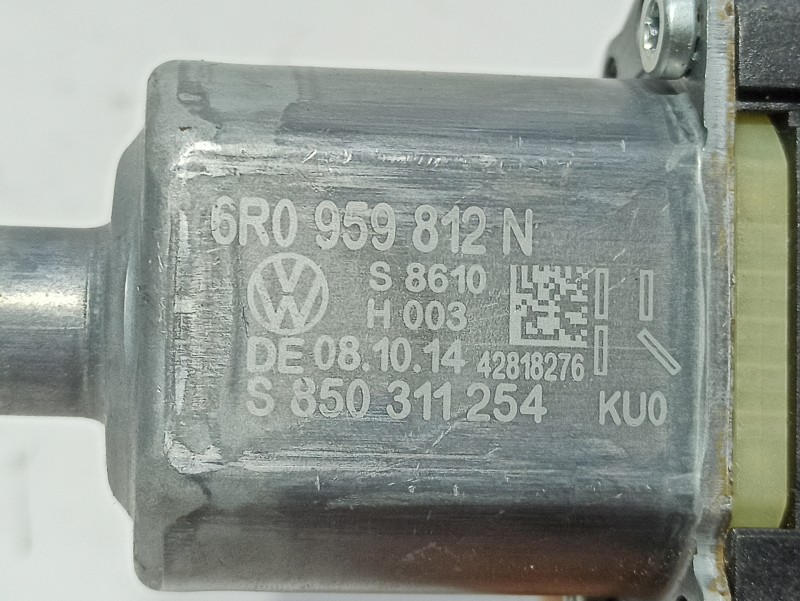 6R0 959 812 N
S 8610
H 003
DE 08.10.14 42818276
S 850 311 254 KU0